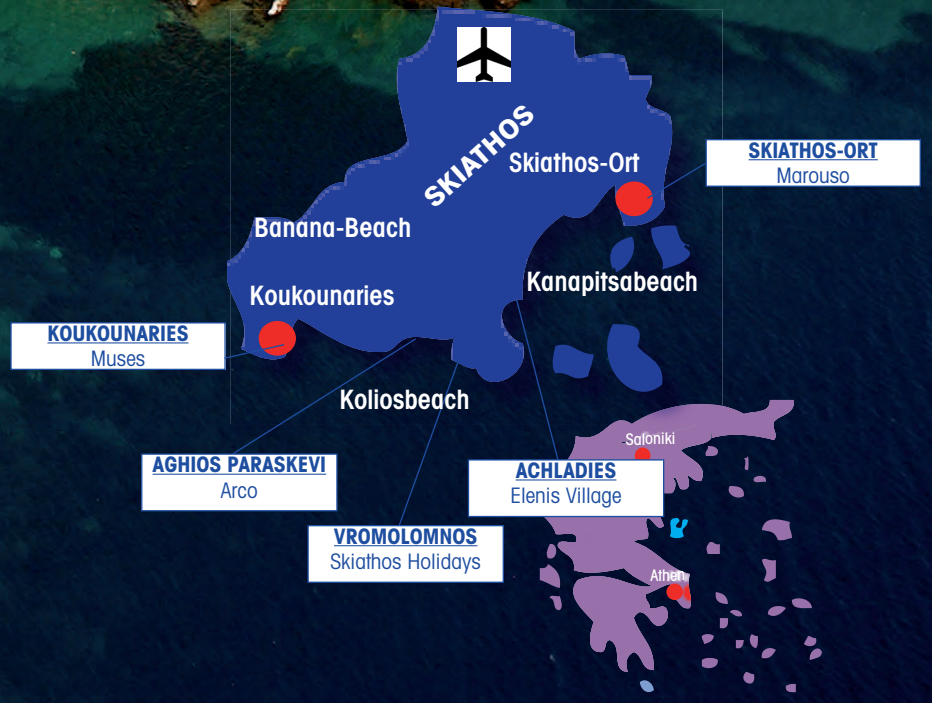 SKIATHOS
Skiathos-Ort
SKIATHOS-ORT
Marouso
Banana-Beach
Kanapitsabeach
Koukounaries
KOUKOUNARIES
Muses
Koliosbeach
Saloniki
AGHIOS PARASKEVI
Arco
ACHLADIES
Elenis Village
VROMOLOMNOS
Skiathos Holidays
Athen